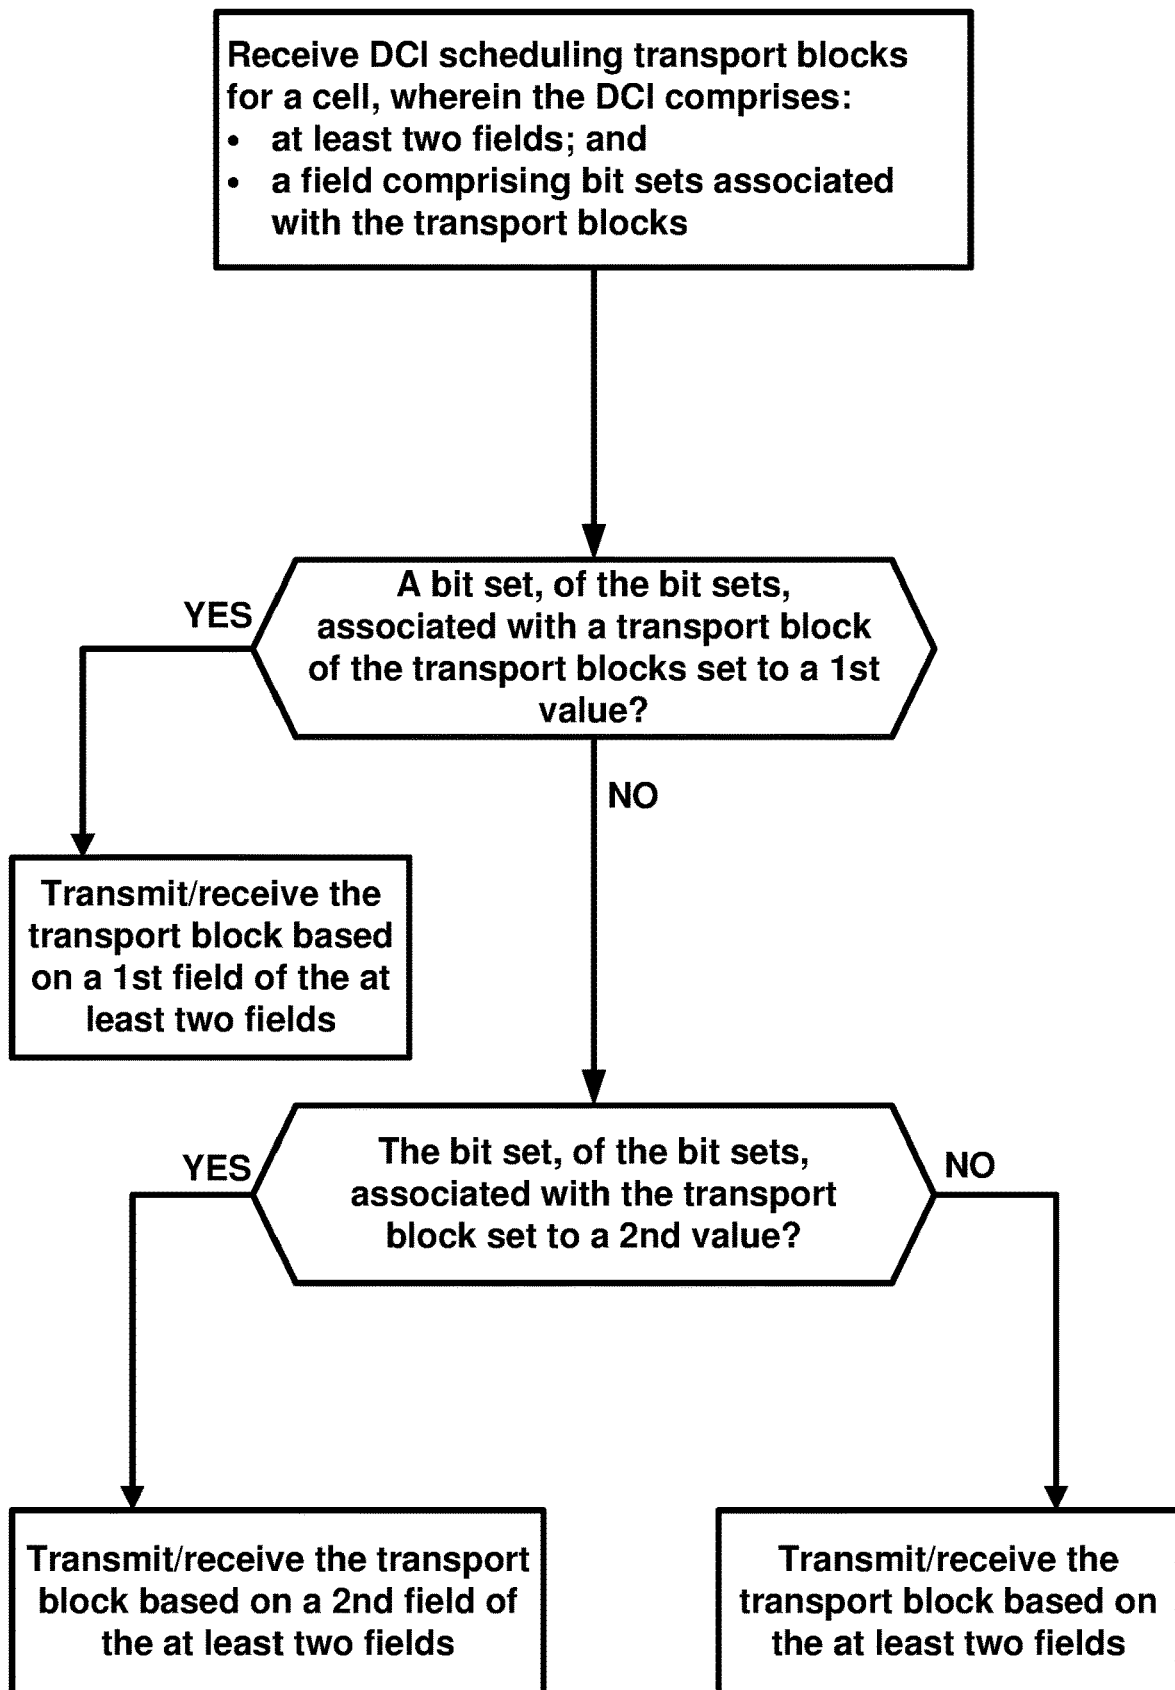 Receive DCI scheduling transport blocks
for a cell, wherein the DCI comprises:
• at least two fields; and
• a field comprising bit sets associated
with the transport blocks
A bit set, of the bit sets,
associated with a transport block
of the transport blocks set to a 1st
value?
YES
NO
Transmit/receive the
transport block based
on a 1st field of the at
least two fields
The bit set, of the bit sets,
associated with the transport
block set to a 2nd value?
YES
NO
Transmit/receive the transport
block based on a 2nd field of
the at least two fields
Transmit/receive the
transport block based on
the at least two fields